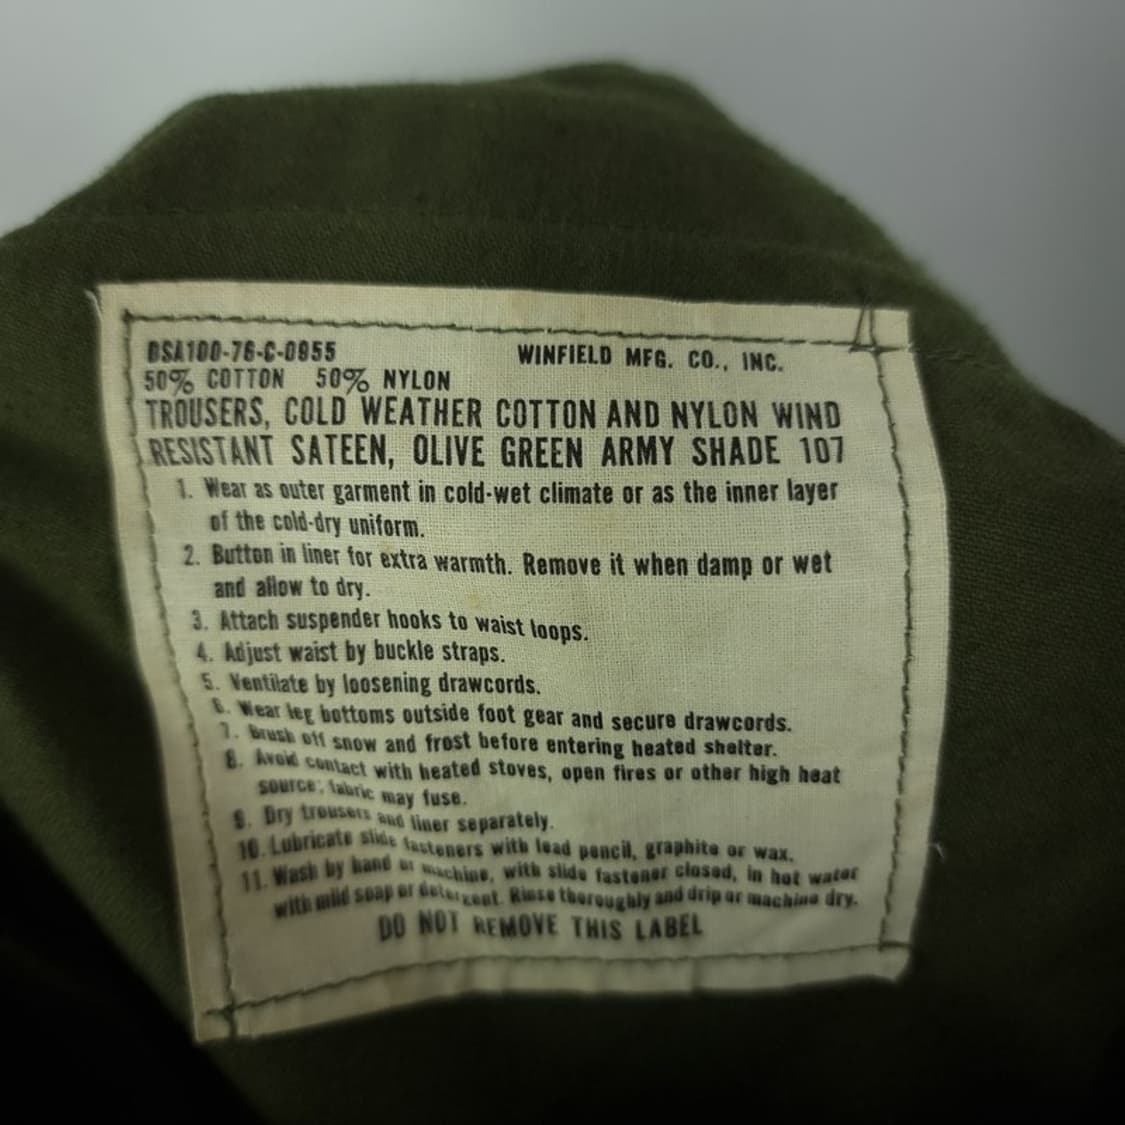 DSA100-76-C-0955 WINFIELD MFG. CO., INC.
50% COTTON 50% NYLON
TROUSERS, COLD WEATHER COTTON AND NYLON WIND
RESISTANT SATEEN, OLIVE GREEN ARMY SHADE 107
1. Wear as outer garment in cold-wet climate or as the inner layer
of the cold-dry uniform.
2. Button in liner for extra warmth. Remove it when damp or wet
and allow to dry.
3. Attach suspender hooks to waist loops.
4. Adjust waist by buckle straps.
5. Ventilate by loosening drawcords.
6. Wear leg bottoms outside foot gear and secure drawcords.
7. Brush off snow and frost before entering heated shelter.
8. Avoid contact with heated stoves, open fires or other high heat
source; fabric may fuse.
9. Dry trousers and liner separately.
10. Lubricate slide fasteners with lead pencil, graphite or wax.
11. Wash by hand or machine, with slide fastener closed, in hot water
with mild soap or detergent. Rinse thoroughly and drip or machine dry.
DO NOT REMOVE THIS LABEL